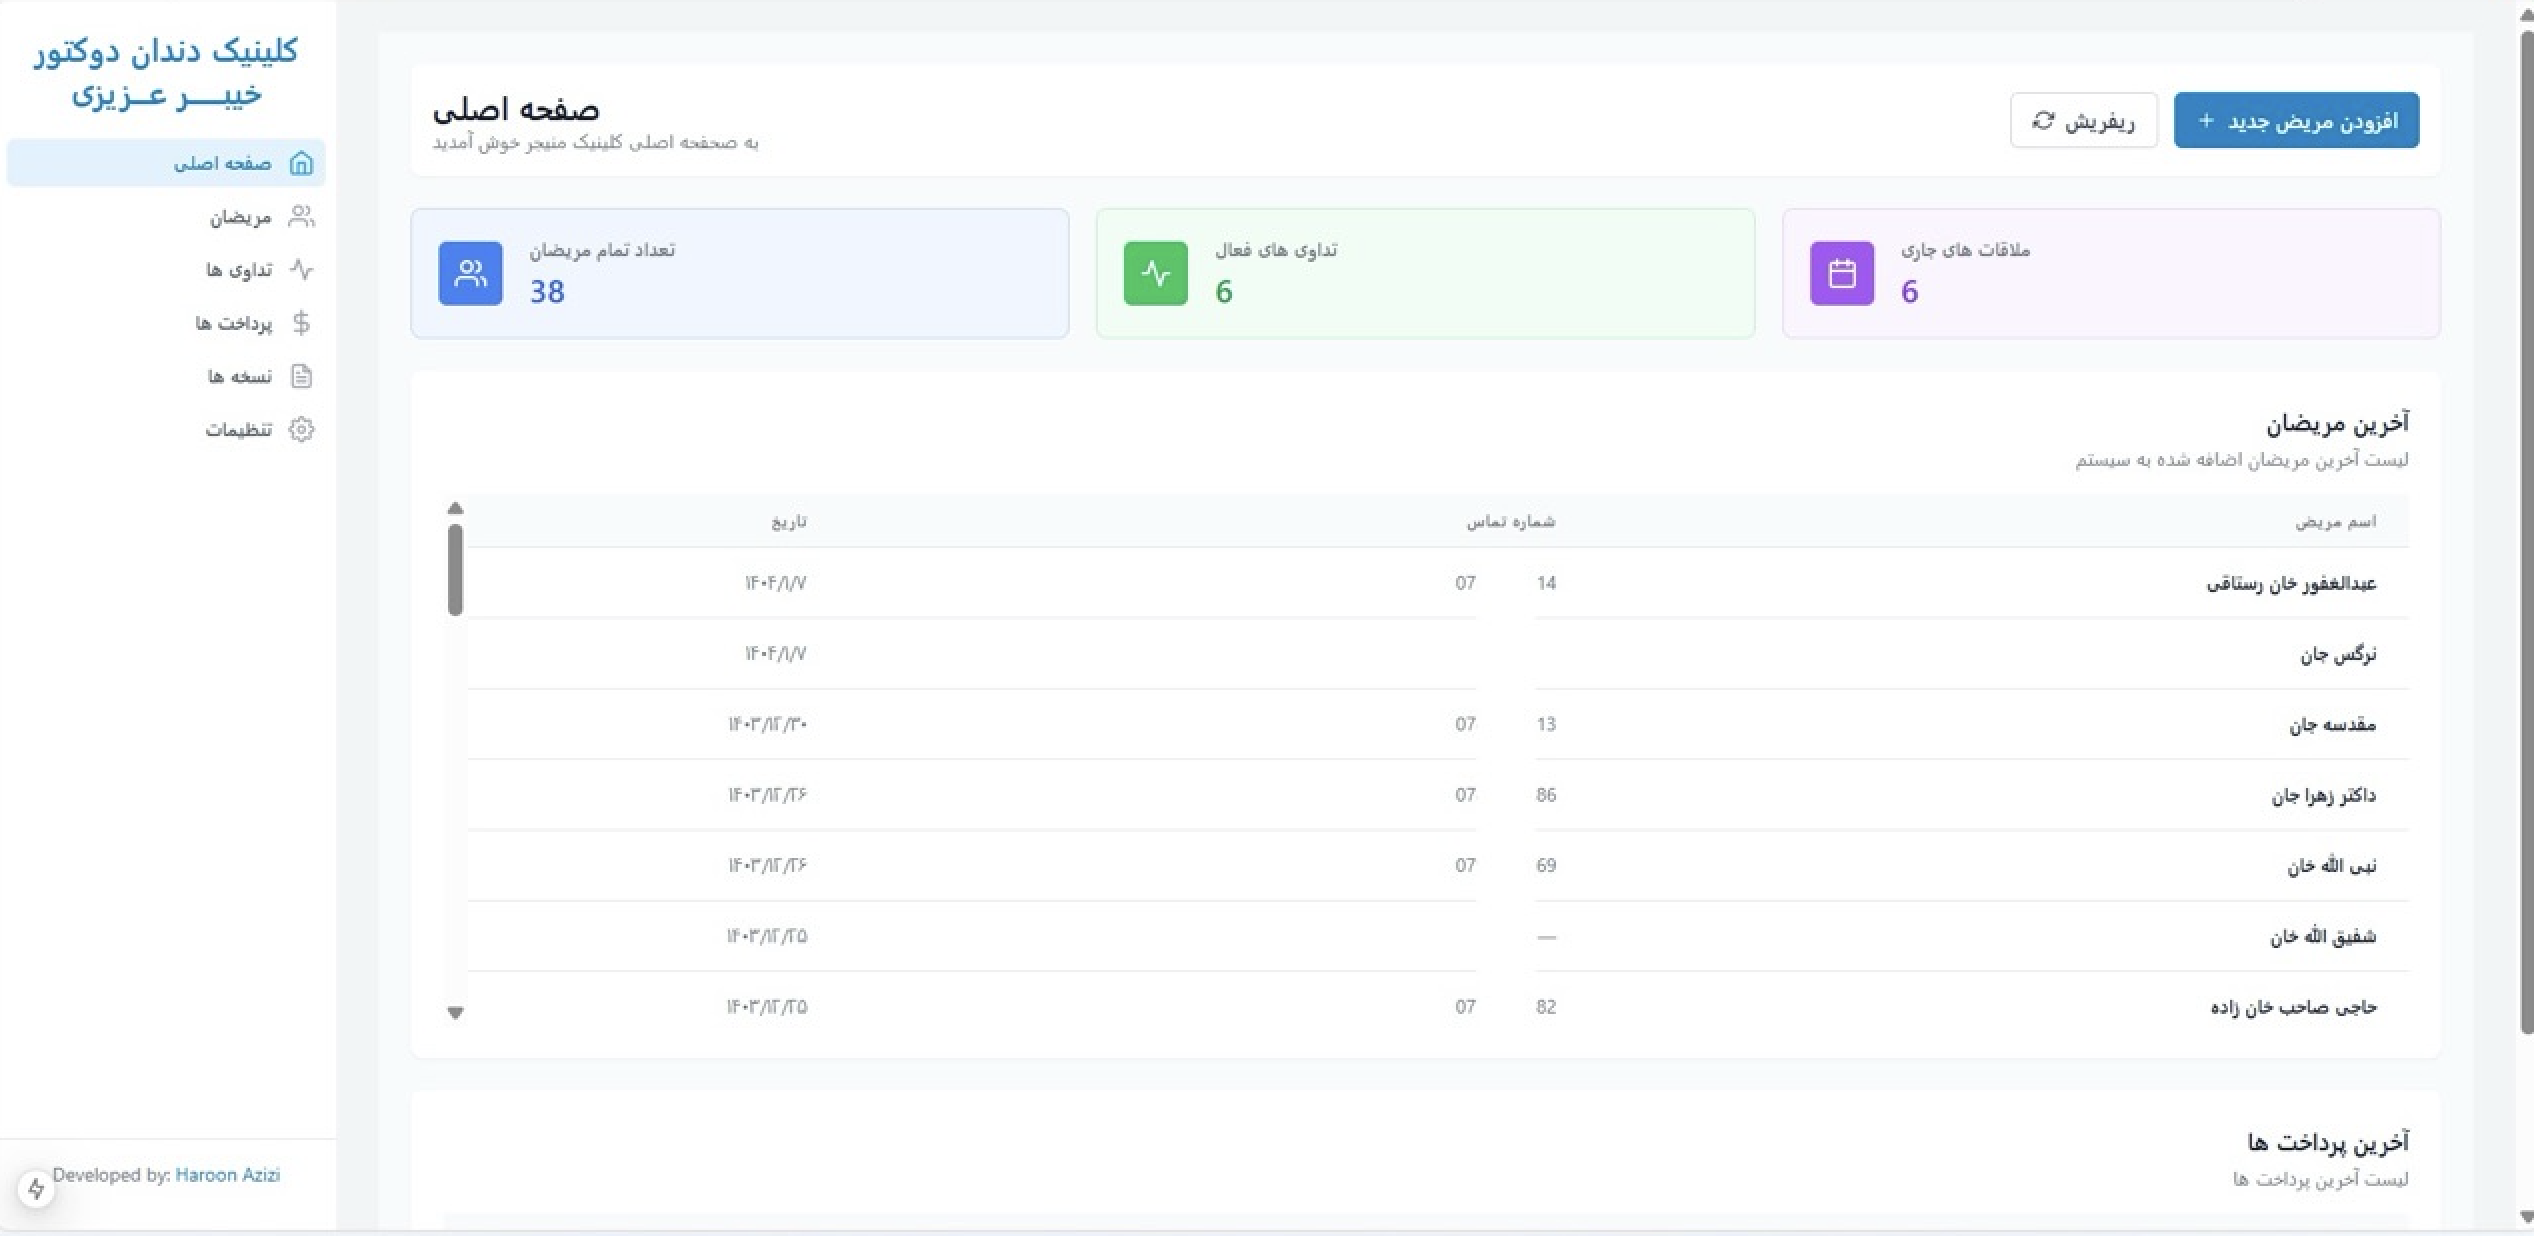 کلینیک دندان دوکتور
خیبــــر عــزیزی
صفحه اصلی
مریضان
تداوی ها
پرداخت ها
نسخه ها
تنظیمات
Developed by: Haroon Azizi
صفحه اصلی
به صحفحه اصلی کلینیک منیجر خوش آمدید
ریفریش
افزودن مریض جدید +
ملاقات های جاری
6
تداوی های فعال
6
تعداد تمام مریضان
38
آخرین مریضان
لیست آخرین مریضان اضافه شده به سیستم
اسم مریض شماره تماس تاریخ
عبدالغفور خان رستاقی 07 14 ۱۴۰۴/۱/۷
نرگس جان ۱۴۰۴/۱/۷
مقدسه جان 07 13 ۱۴۰۳/۱۲/۳۰
داکتر زهرا جان 07 86 ۱۴۰۳/۱۲/۲۶
نبی الله خان 07 69 ۱۴۰۳/۱۲/۲۶
شفیق الله خان — ۱۴۰۳/۱۲/۲۵
حاجی صاحب خان زاده 07 82 ۱۴۰۳/۱۲/۲۵
آخرین پرداخت ها
لیست آخرین پرداخت ها